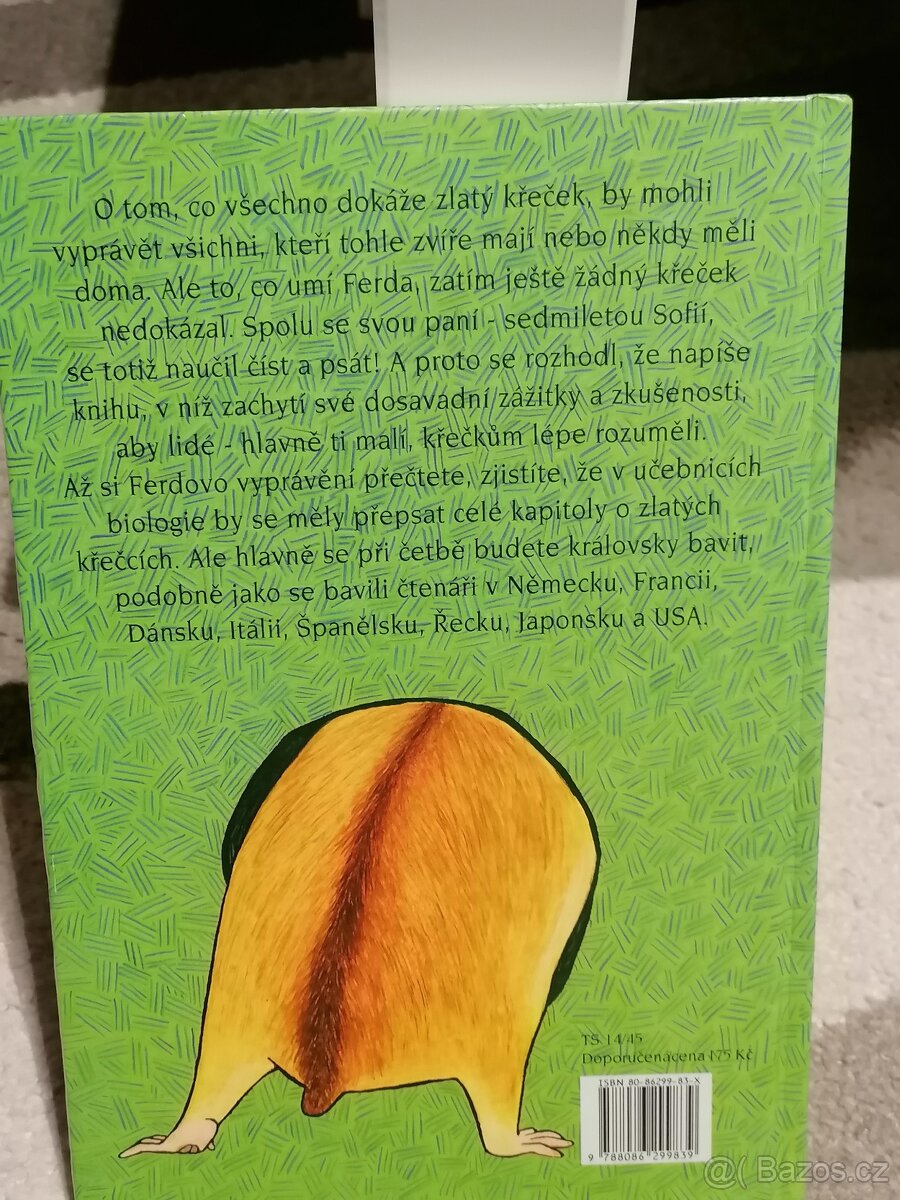 O tom, co všechno dokáže zlatý křeček, by mohli
vyprávět všichni, kteří tohle zvíře mají nebo někdy měli
doma. Ale to, co umí Ferda, zatím ještě žádný křeček
nedokázal. Spolu se svou paní - sedmiletou Sofií,
se totiž naučil číst a psát! A proto se rozhodl, že napíše
knihu, v níž zachytí své dosavadní zážitky a zkušenosti,
aby lidé - hlavně ti malí, křečkům lépe rozuměli.
Až si Ferdovo vyprávění přečtete, zjistíte, že v učebnicích
biologie by se měly přepsat celé kapitoly o zlatých
křečcích. Ale hlavně se při četbě budete královsky bavit,
podobně jako se bavili čtenáři v Německu, Francii,
Dánsku, Itálii, Španělsku, Řecku, Japonsku a USA.
TS 14/45
Doporučenácena 175 Kč
ISBN 80-86299-83-X
9 788086 299839
@( Bazos.cz